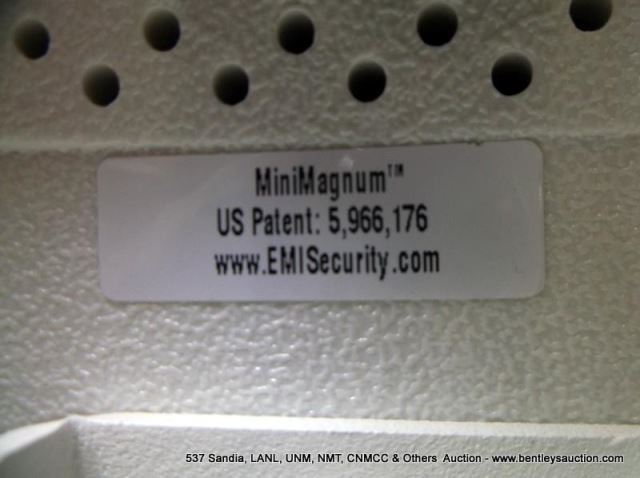 MiniMagnum™
US Patent: 5,966,176
www.EMISecurity.com
537 Sandia, LANL, UNM, NMT, CNMCC & Others Auction - www.bentleysauction.com